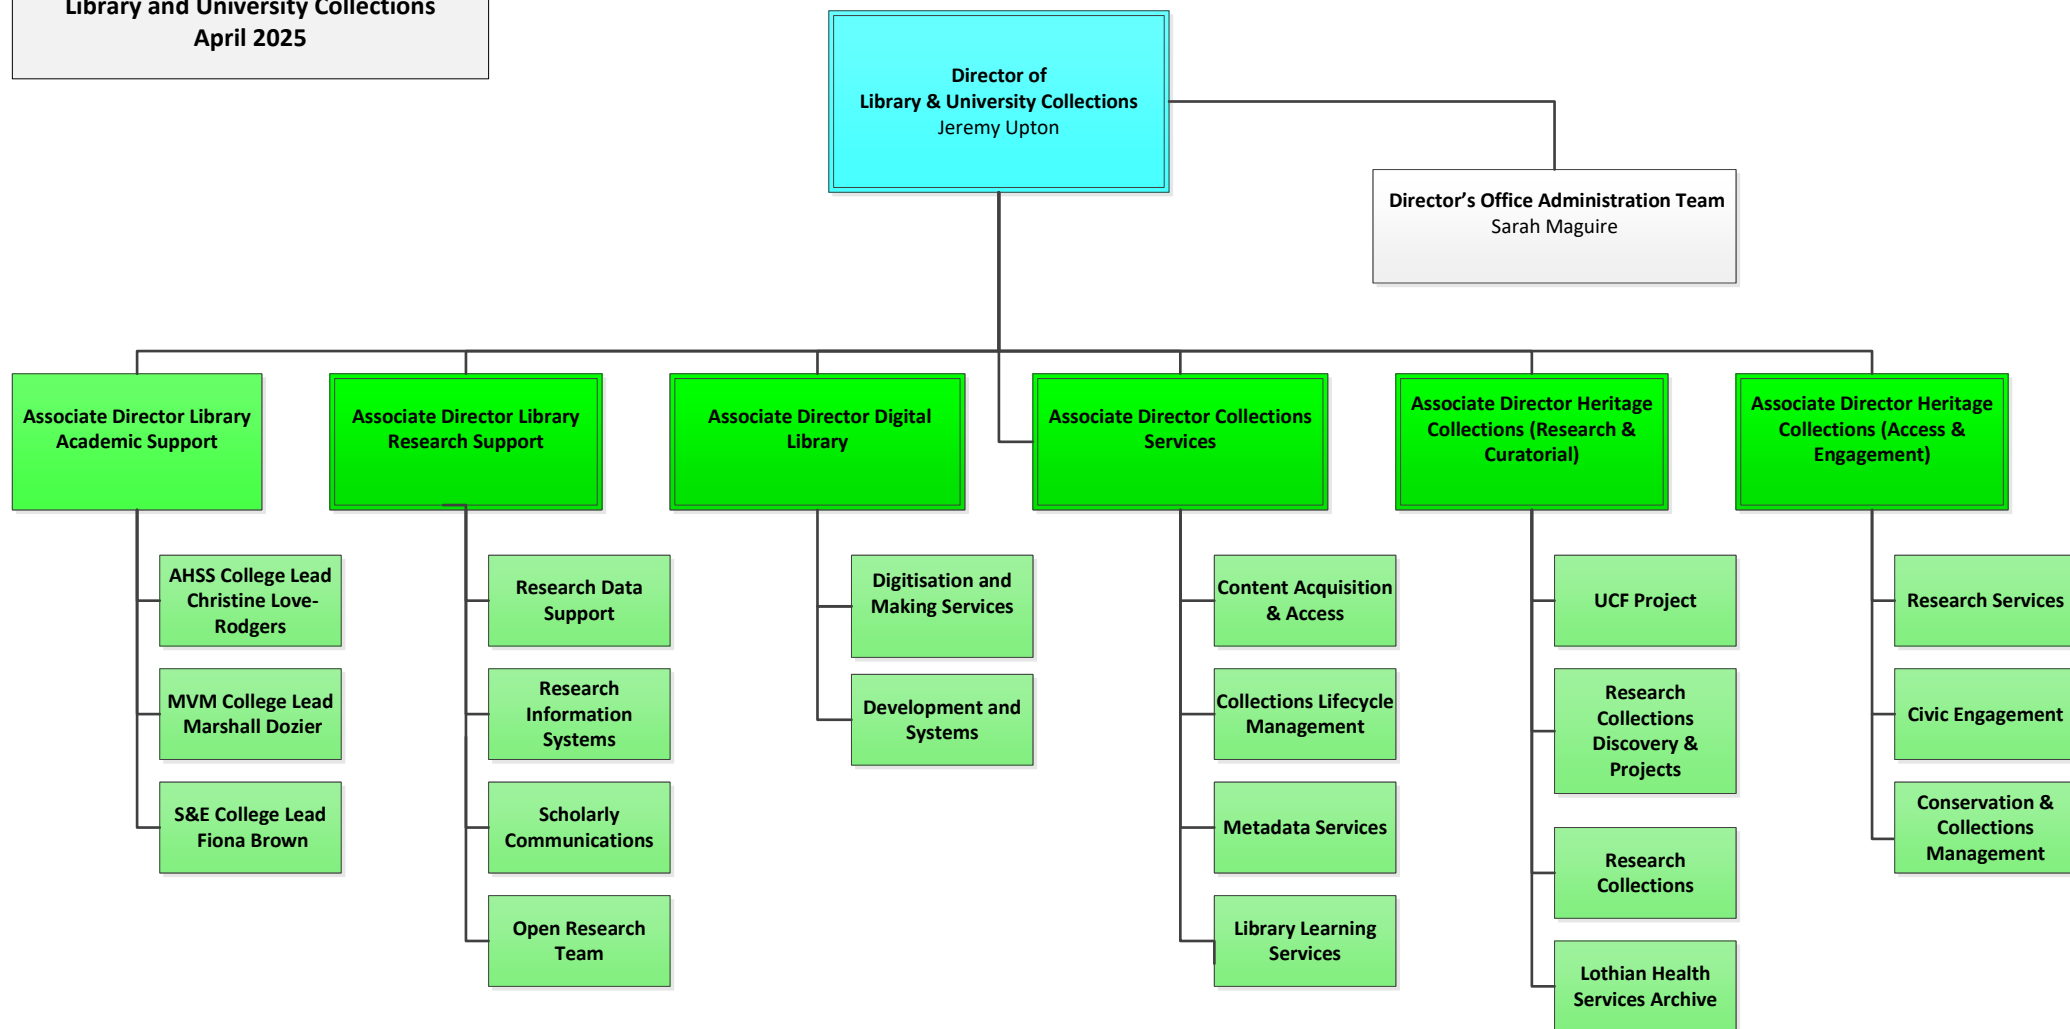 Library and University Collections
April 2025
Director of
Library & University Collections
Jeremy Upton
Director’s Office Administration Team
Sarah Maguire
Associate Director Library
Academic Support
Associate Director Library
Research Support
Associate Director Digital
Library
Associate Director Collections
Services
Associate Director Heritage
Collections (Research &
Curatorial)
Associate Director Heritage
Collections (Access &
Engagement)
AHSS College Lead
Christine Love-
Rodgers
MVM College Lead
Marshall Dozier
S&E College Lead
Fiona Brown
Research Data
Support
Research
Information
Systems
Scholarly
Communications
Open Research
Team
Digitisation and
Making Services
Development and
Systems
Content Acquisition
& Access
Collections Lifecycle
Management
Metadata Services
Library Learning
Services
UCF Project
Research
Collections
Discovery &
Projects
Research
Collections
Lothian Health
Services Archive
Research Services
Civic Engagement
Conservation &
Collections
Management